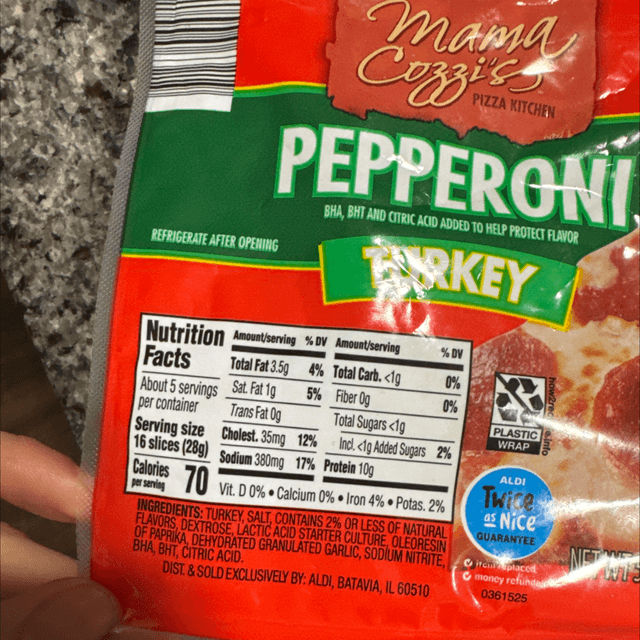 Mama
Cozzi's
PIZZA KITCHEN
PEPPERONI
BHA, BHT AND CITRIC ACID ADDED TO HELP PROTECT FLAVOR
REFRIGERATE AFTER OPENING
TURKEY
Nutrition
Facts
About 5 servings
per container
Serving size
16 slices (28g)
Calories
per serving
70
Amount/serving % DV
Total Fat 3.5g 4%
Sat. Fat 1g 5%
Trans Fat 0g
Cholest. 35mg 12%
Sodium 380mg 17%
Amount/serving % DV
Total Carb. <1g 0%
Fiber 0g 0%
Total Sugars <1g
Incl. <1g Added Sugars 2%
Protein 10g
Vit. D 0% • Calcium 0% • Iron 4% • Potas. 2%
INGREDIENTS: TURKEY, SALT, CONTAINS 2% OR LESS OF NATURAL
FLAVORS, DEXTROSE, LACTIC ACID STARTER CULTURE, OLEORESIN
OF PAPRIKA, DEHYDRATED GRANULATED GARLIC, SODIUM NITRITE,
BHA, BHT, CITRIC ACID.
DIST. & SOLD EXCLUSIVELY BY: ALDI, BATAVIA, IL 60510
PLASTIC
WRAP
ALDI
Twice
as Nice
GUARANTEE
money
0361525
NET WT